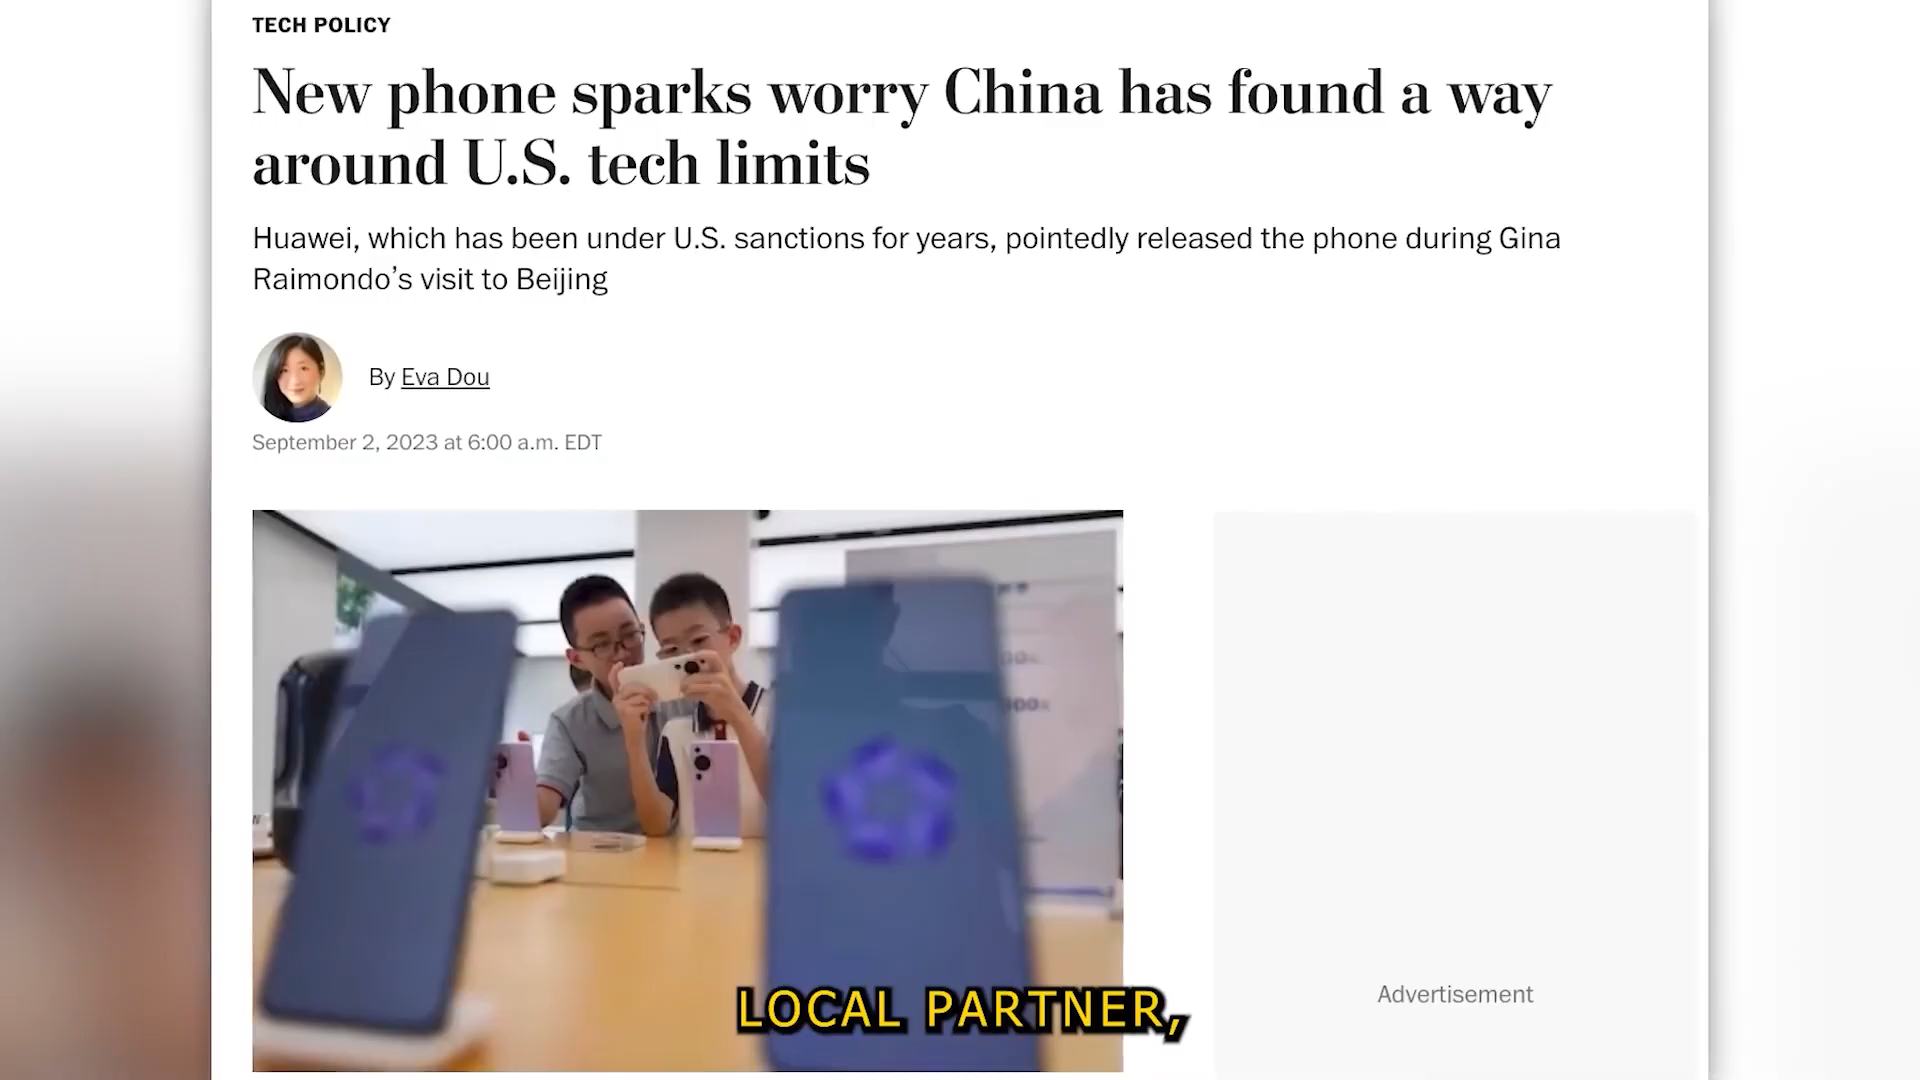 TECH POLICY
New phone sparks worry China has found a way
around U.S. tech limits
Huawei, which has been under U.S. sanctions for years, pointedly released the phone during Gina
Raimondo’s visit to Beijing
By Eva Dou
September 2, 2023 at 6:00 a.m. EDT
Advertisement
LOCAL PARTNER,